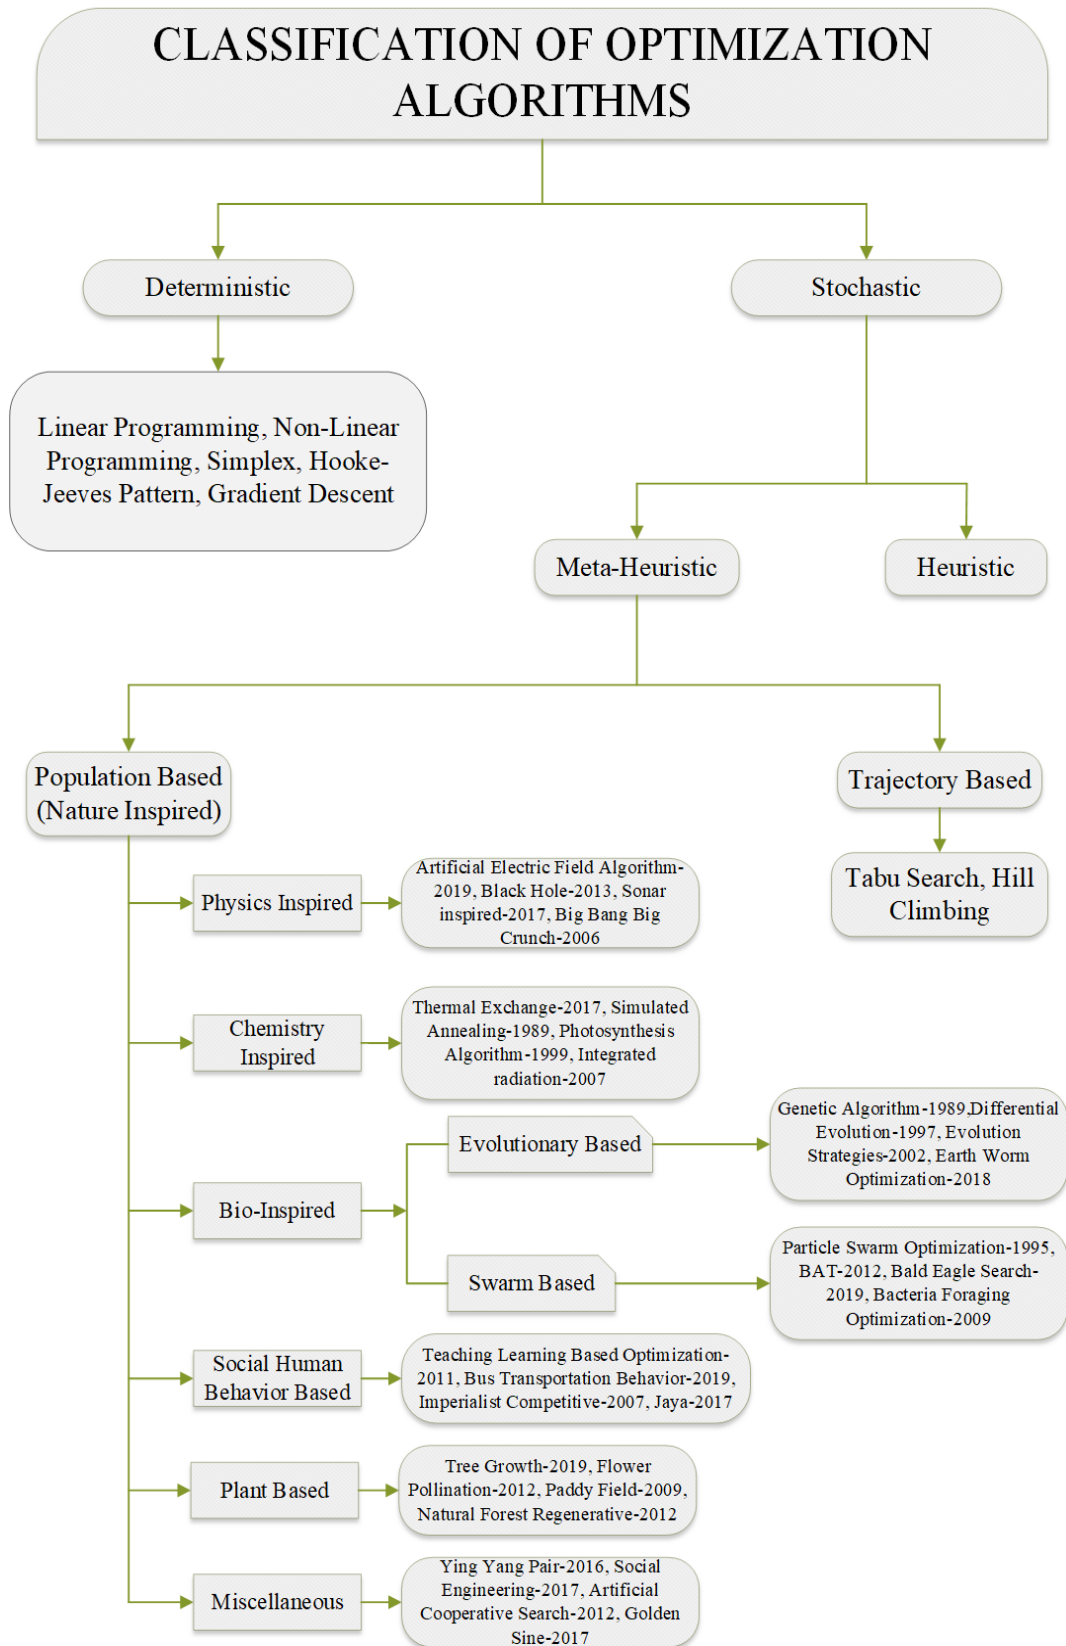 CLASSIFICATION OF OPTIMIZATION
ALGORITHMS
Deterministic
Stochastic
Linear Programming, Non-Linear
Programming, Simplex, Hooke-
Jeeves Pattern, Gradient Descent
Meta-Heuristic
Heuristic
Population Based
(Nature Inspired)
Trajectory Based
Tabu Search, Hill
Climbing
Physics Inspired
Artificial Electric Field Algorithm-
2019, Black Hole-2013, Sonar
inspired-2017, Big Bang Big
Crunch-2006
Chemistry
Inspired
Thermal Exchange-2017, Simulated
Annealing-1989, Photosynthesis
Algorithm-1999, Integrated
radiation-2007
Bio-Inspired
Evolutionary Based
Genetic Algorithm-1989,Differential
Evolution-1997, Evolution
Strategies-2002, Earth Worm
Optimization-2018
Swarm Based
Particle Swarm Optimization-1995,
BAT-2012, Bald Eagle Search-
2019, Bacteria Foraging
Optimization-2009
Social Human
Behavior Based
Teaching Learning Based Optimization-
2011, Bus Transportation Behavior-2019,
Imperialist Competitive-2007, Jaya-2017
Plant Based
Tree Growth-2019, Flower
Pollination-2012, Paddy Field-2009,
Natural Forest Regenerative-2012
Miscellaneous
Ying Yang Pair-2016, Social
Engineering-2017, Artificial
Cooperative Search-2012, Golden
Sine-2017